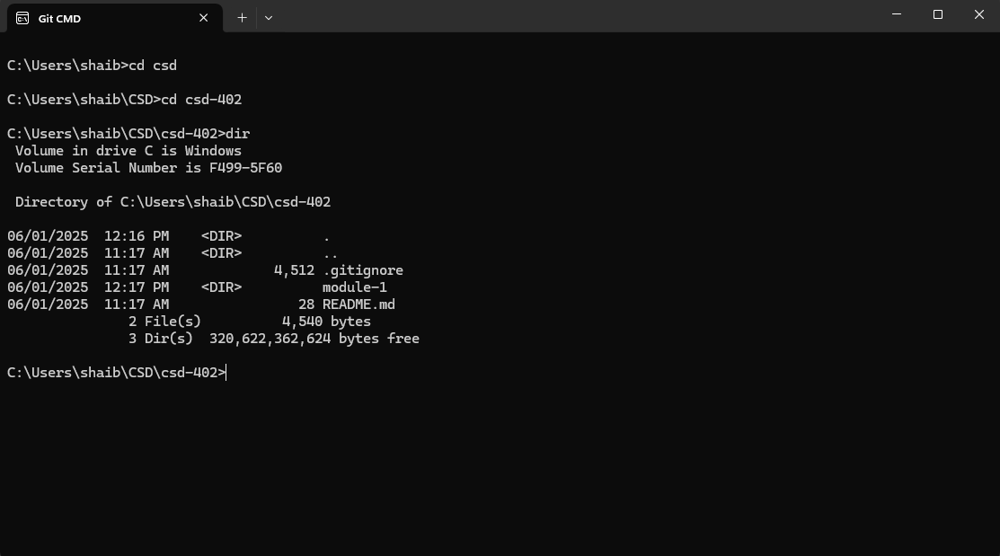 Git CMD
C:\Users\shaib>cd csd
C:\Users\shaib\CSD>cd csd-402
C:\Users\shaib\CSD\csd-402>dir
 Volume in drive C is Windows
 Volume Serial Number is F499-5F60
 Directory of C:\Users\shaib\CSD\csd-402
06/01/2025  12:16 PM    <DIR>          .
06/01/2025  11:17 AM    <DIR>          ..
06/01/2025  11:17 AM             4,512 .gitignore
06/01/2025  12:17 PM    <DIR>          module-1
06/01/2025  11:17 AM                28 README.md
               2 File(s)          4,540 bytes
               3 Dir(s)  320,622,362,624 bytes free
C:\Users\shaib\CSD\csd-402>